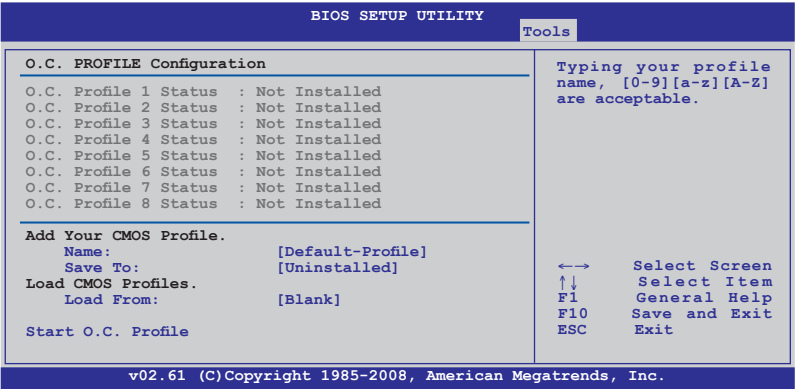 BIOS SETUP UTILITY
Tools
O.C. PROFILE Configuration
O.C. Profile 1 Status : Not Installed
O.C. Profile 2 Status : Not Installed
O.C. Profile 3 Status : Not Installed
O.C. Profile 4 Status : Not Installed
O.C. Profile 5 Status : Not Installed
O.C. Profile 6 Status : Not Installed
O.C. Profile 7 Status : Not Installed
O.C. Profile 8 Status : Not Installed
Add Your CMOS Profile.
Name: [Default-Profile]
Save To: [Uninstalled]
Load CMOS Profiles.
Load From: [Blank]
Start O.C. Profile
Typing your profile
name, [0-9][a-z][A-Z]
are acceptable.
←→ Select Screen
↑↓ Select Item
F1 General Help
F10 Save and Exit
ESC Exit
v02.61 (C)Copyright 1985-2008, American Megatrends, Inc.